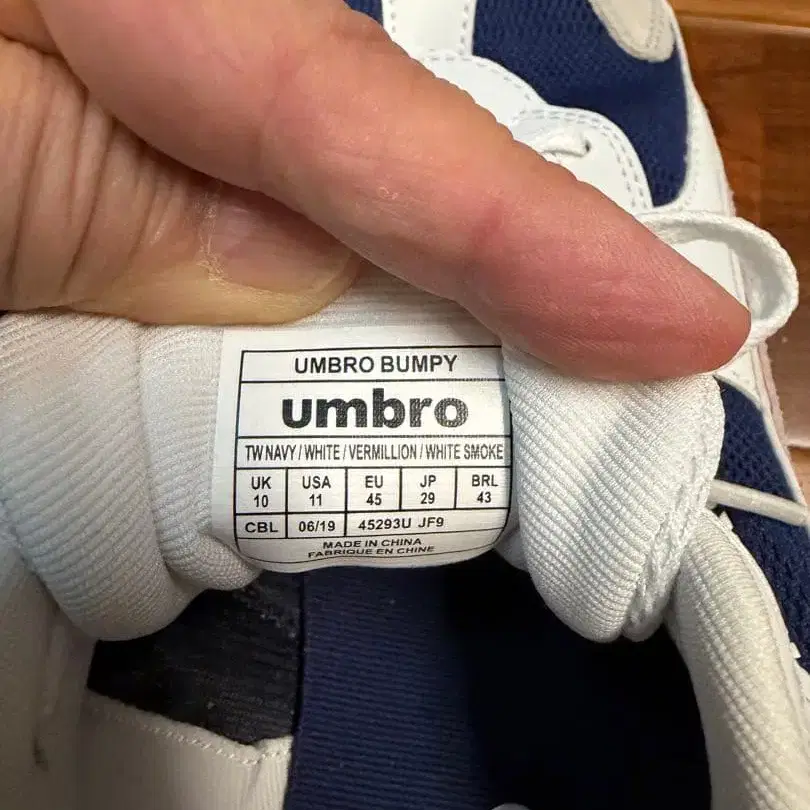 UMBRO BUMPY
umbro
TW NAVY / WHITE / VERMILLION / WHITE SMOKE
UK USA EU JP BRL
10 11 45 29 43
CBL 06/19 45293U JF9
MADE IN CHINA
FABRIQUE EN CHINE